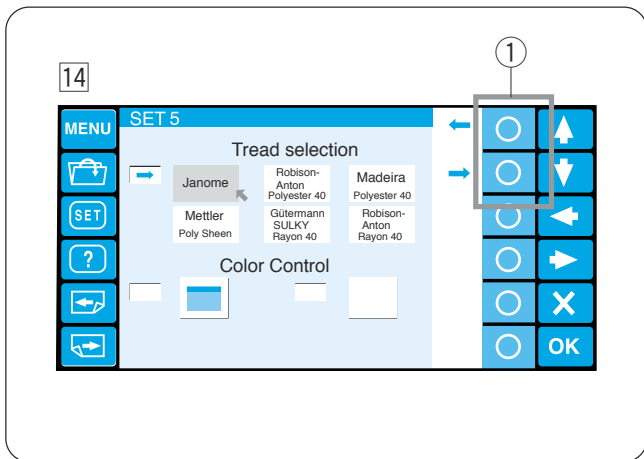 1
14
MENU
SET 5
Tread selection
Janome
Robison-
Anton
Polyester 40
Madeira
Polyester 40
SET
Mettler
Poly Sheen
Gütermann
SULKY
Rayon 40
Robison-
Anton
Rayon 40
?
Color Control
OK